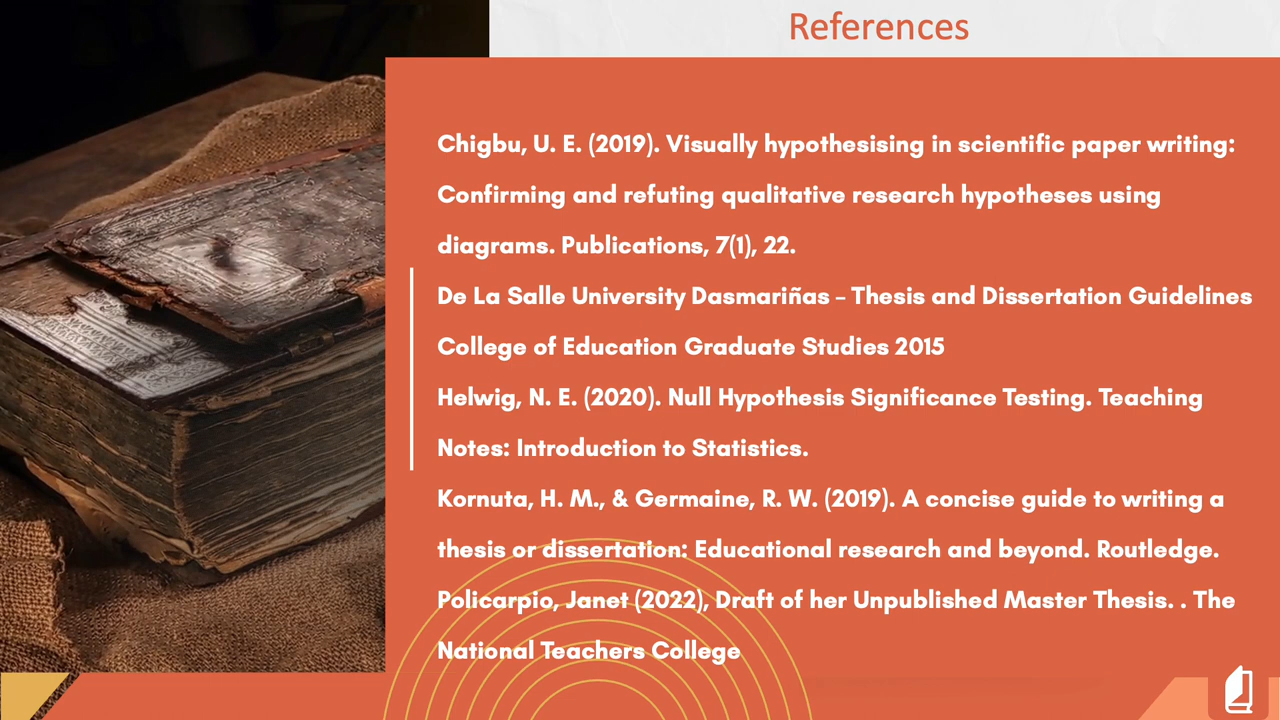 References
Chigbu, U. E. (2019). Visually hypothesising in scientific paper writing:
Confirming and refuting qualitative research hypotheses using
diagrams. Publications, 7(1), 22.
De La Salle University Dasmariñas – Thesis and Dissertation Guidelines
College of Education Graduate Studies 2015
Helwig, N. E. (2020). Null Hypothesis Significance Testing. Teaching
Notes: Introduction to Statistics.
Kornuta, H. M., & Germaine, R. W. (2019). A concise guide to writing a
thesis or dissertation: Educational research and beyond. Routledge.
Policarpio, Janet (2022), Draft of her Unpublished Master Thesis. . The
National Teachers College